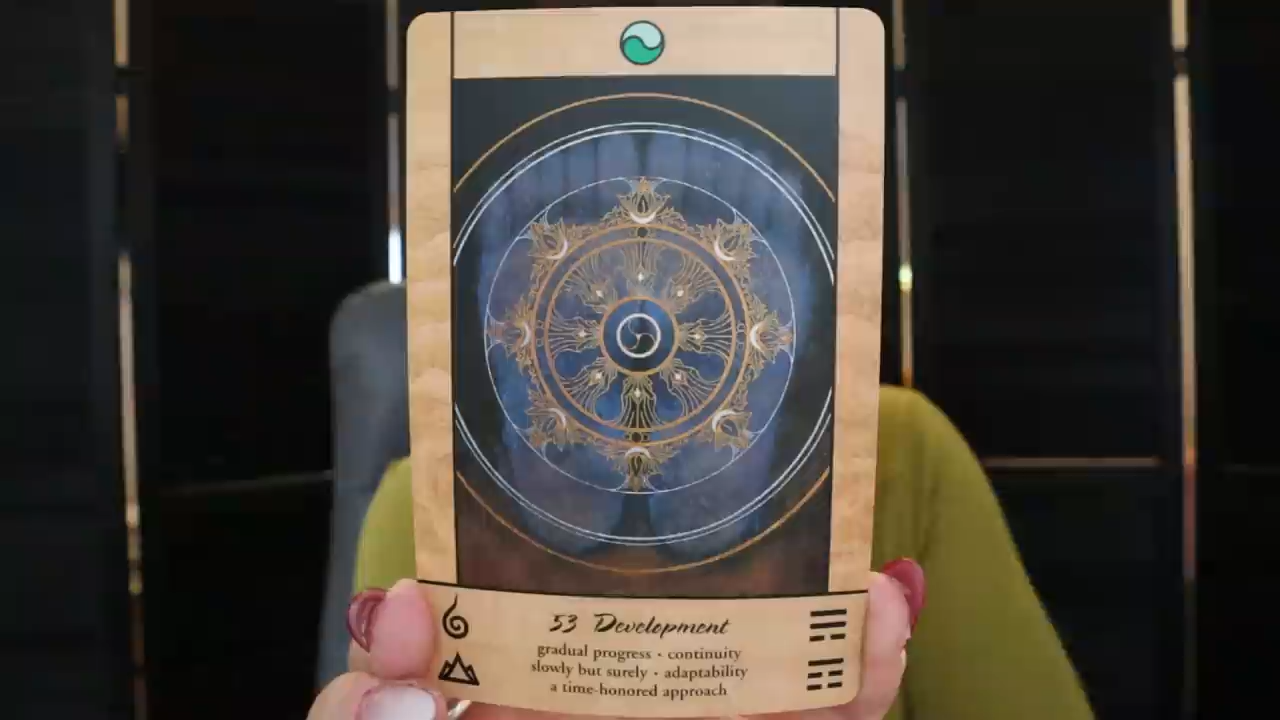 53 Development
gradual progress • continuity
slowly but surely • adaptability
a time-honored approach